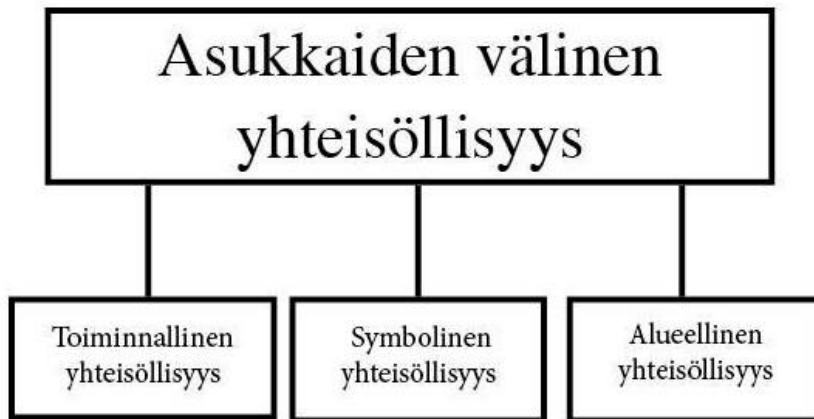 Asukkaiden välinen
yhteisöllisyys
Toiminnallinen
yhteisöllisyys
Symbolinen
yhteisöllisyys
Alueellinen
yhteisöllisyys